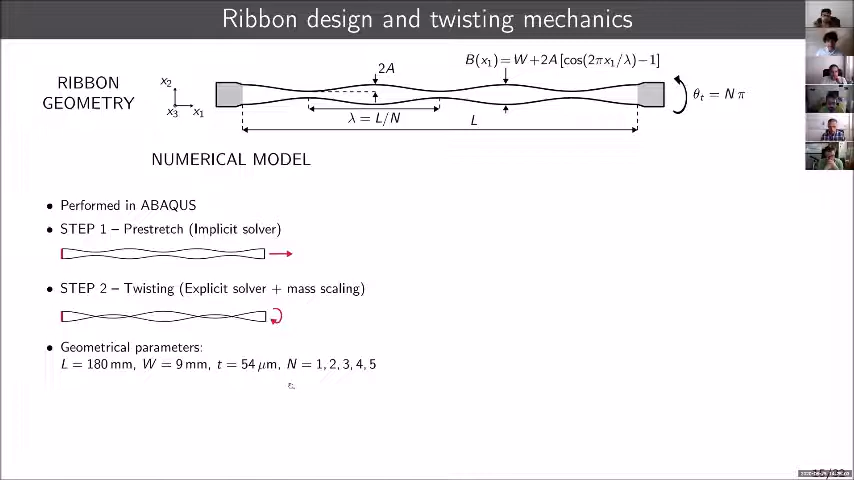 Ribbon design and twisting mechanics
RIBBON
GEOMETRY
x₂
x₃
x₁
2A
B(x₁) = W + 2A [cos(2πx₁/λ) − 1]
θₜ = N π
λ = L/N
L
NUMERICAL MODEL
• Performed in ABAQUS
• STEP 1 – Prestretch (Implicit solver)
• STEP 2 – Twisting (Explicit solver + mass scaling)
• Geometrical parameters:
L = 180 mm, W = 9 mm, t = 54 μm, N = 1, 2, 3, 4, 5